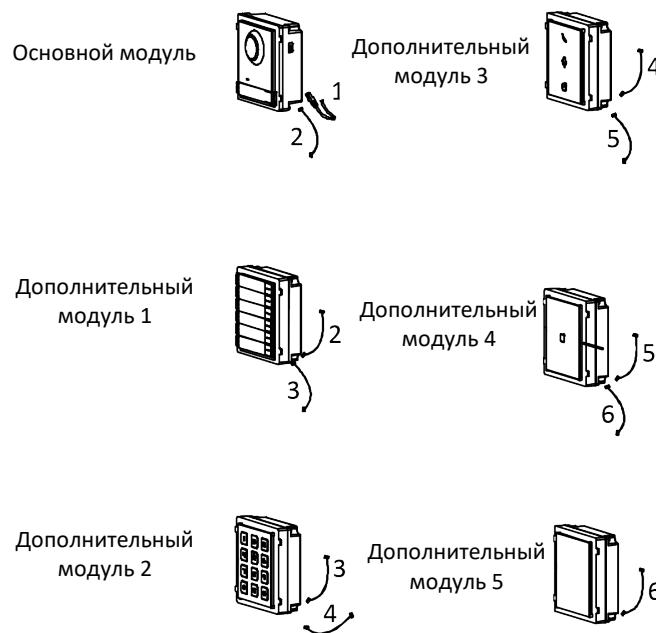 Основной модуль
1
2
Дополнительный
модуль 3
4
5
Дополнительный
модуль 1
2
3
Дополнительный
модуль 4
5
6
Дополнительный
модуль 2
3
4
Дополнительный
модуль 5
6